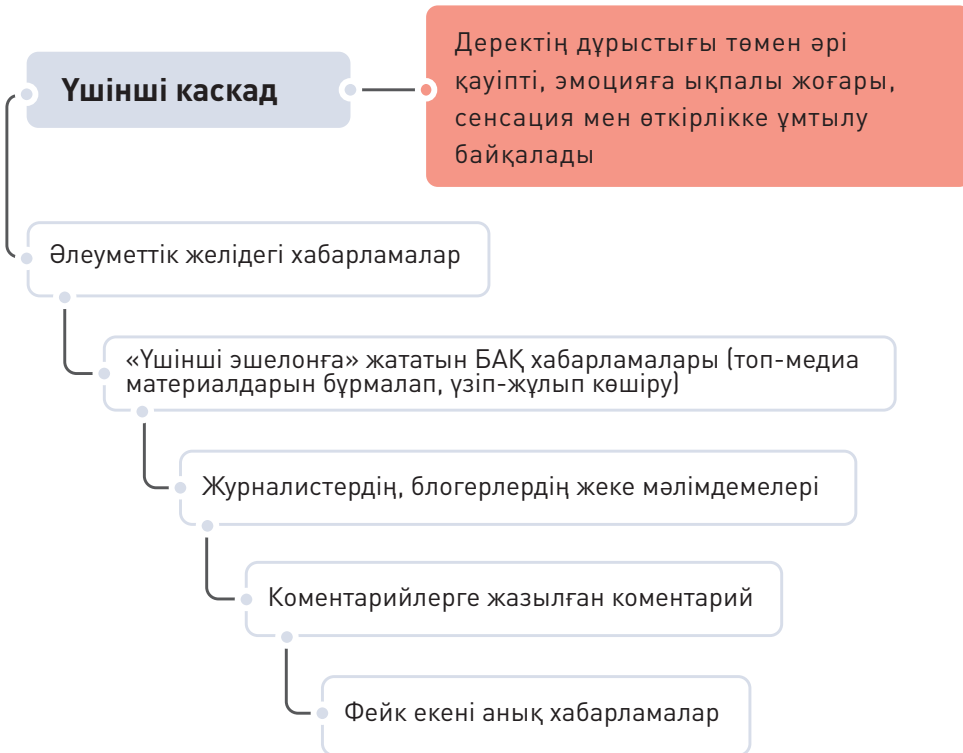 Үшінші каскад
Деректің дұрыстығы төмен әрі
қауіпті, эмоцияға ықпалы жоғары,
сенсация мен өткірлікке ұмтылу
байқалады
Әлеуметтік желідегі хабарламалар
«Үшінші эшелонға» жататын БАҚ хабарламалары (топ-медиа
материалдарын бұрмалап, үзіп-жұлып көшіру)
Журналистердің, блогерлердің жеке мәлімдемелері
Коментарийлерге жазылған коментарий
Фейк екені анық хабарламалар